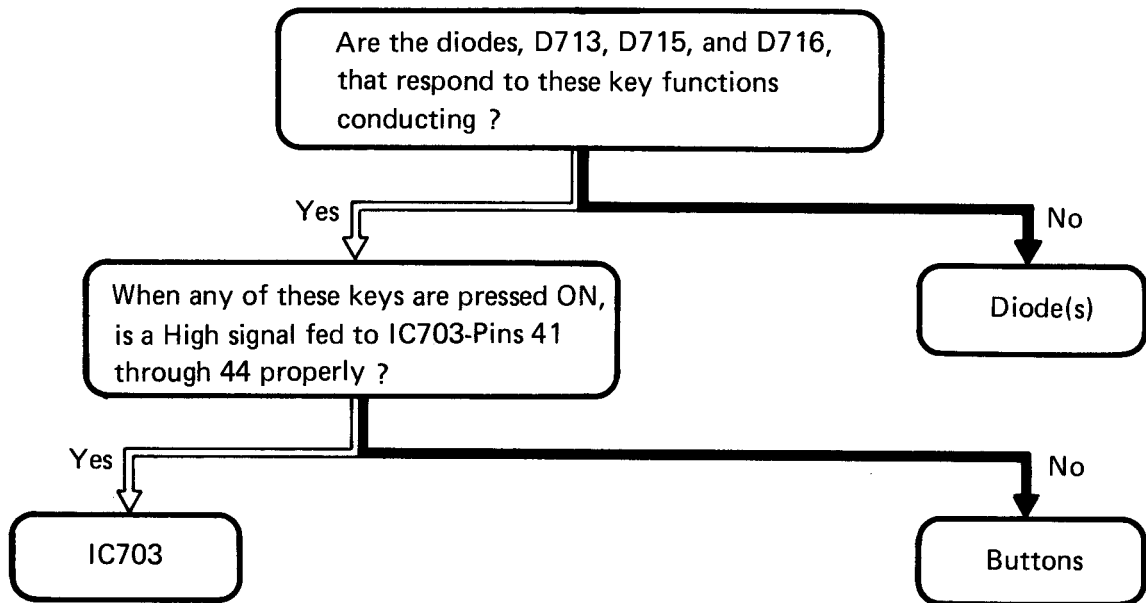 Are the diodes, D713, D715, and D716,
that respond to these key functions
conducting ?
Yes
No
When any of these keys are pressed ON,
is a High signal fed to IC703-Pins 41
through 44 properly ?
Diode(s)
Yes
No
IC703
Buttons